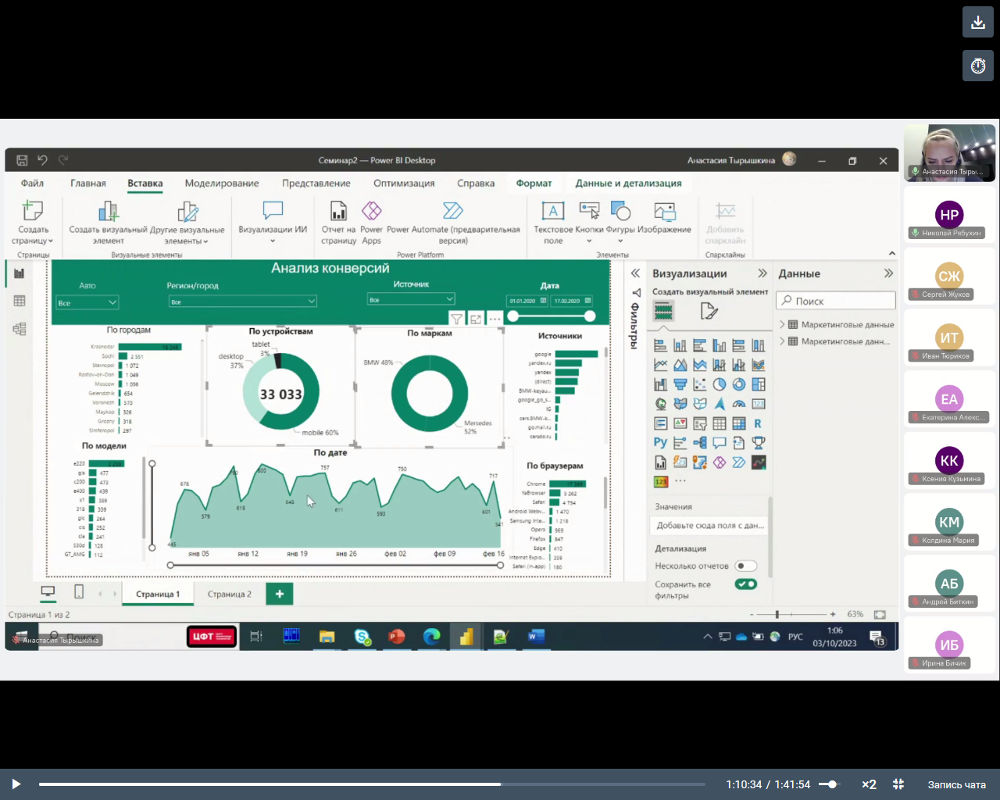 Семинар2 — Power BI Desktop
Анастасия Тырышкина
Файл Главная Вставка Моделирование Представление Оптимизация Справка Формат Данные и детализация
Создать страницу
Создать визуальный элемент
Другие визуальные элементы
Визуализации ИИ
Отчет на страницу
Power Apps
Power Automate (предварительная версия)
Текстовое поле
Кнопки
Фигуры
Изображение
Добавить спарклайн
Страницы
Визуальные элементы
Power Platform
Элементы
Спарклайны
Анализ конверсий
Авто
Все
Регион/город
Все
Источник
Все
Дата
01.01.2020
17.02.2020
По городам
Krasnodar
Sochi 2 551
Stavropol 1 072
Rostov-on-Don 1 049
Moscow 1 036
Gelendzhik 654
Voronezh 570
Maykop 326
Grozny 318
Simferopol 297
По устройствам
tablet 3%
desktop 37%
33 033
mobile 60%
По маркам
BMW 48%
Mersedes 52%
Источники
google
yandex.ru
yandex
(direct)
BMW-keyau...
google_go_s...
IG
cars.BMW-k...
go.mail.ru
carsdo.ru
По модели
e220
gls 477
c200 473
e400 439
x1 389
318 339
glc 264
cls 252
cla 241
530d 128
GT_AMG 112
По дате
445
678
579
619
800
648
757
611
593
750
601
717
541
янв 05
янв 12
янв 19
янв 26
фев 02
фев 09
фев 16
По браузерам
Chrome
YaBrowser 5 262
Safari 4 734
Android Webv... 1 470
Samsung Inte... 1 218
Opera 969
Firefox 847
Edge 410
Internet Explo... 359
Safari (in-app) 180
Фильтры
Визуализации
Создать визуальный элемент
Значения
Добавьте сюда поля с дан...
Детализация
Несколько отчетов
Сохранить все фильтры
Данные
Поиск
Маркетинговые данные
Маркетинговые данн...
Страница 1
Страница 2
Страница 1 из 2
63%
Поиск
Анастасия Тырышкина
ЦФТ
РУС
1:06
03/10/2023
13
Анастасия Тыры...
НР
Николай Рябухин
СЖ
Сергей Жуков
ИТ
Иван Тюриков
ЕА
Екатерина Алекс...
КК
Ксения Кузьмина
КМ
Колдина Мария
АБ
Андрей Биткин
ИБ
Ирина Бичик
1:10:34 / 1:41:54
×2
Запись чата